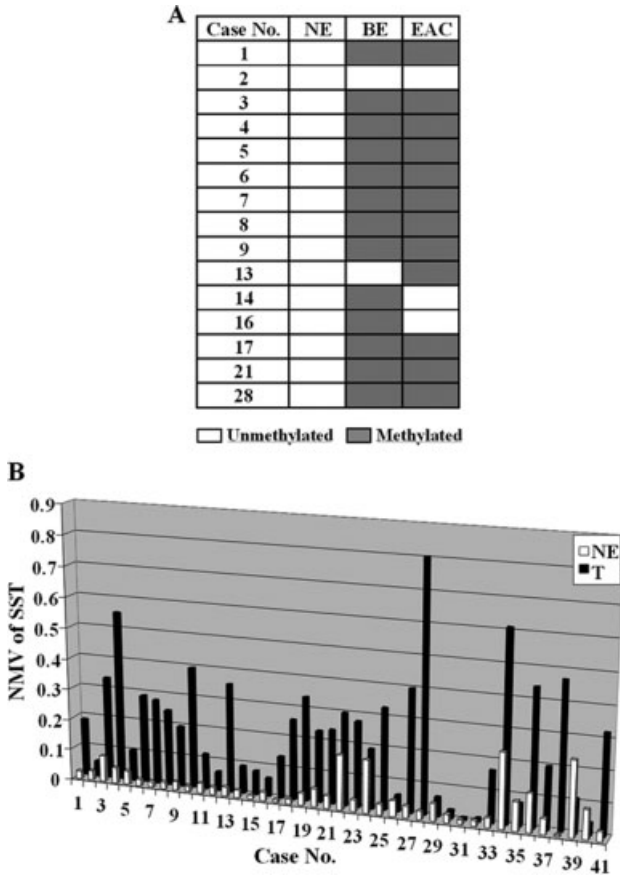 A
Case No. NE BE EAC
1
2
3
4
5
6
7
8
9
13
14
16
17
21
28
Unmethylated Methylated
B
NMV of SST
0.9
0.8
0.7
0.6
0.5
0.4
0.3
0.2
0.1
0
NE
T
1 3 5 7 9 11 13 15 17 19 21 23 25 27 29 31 33 35 37 39 41
Case No.